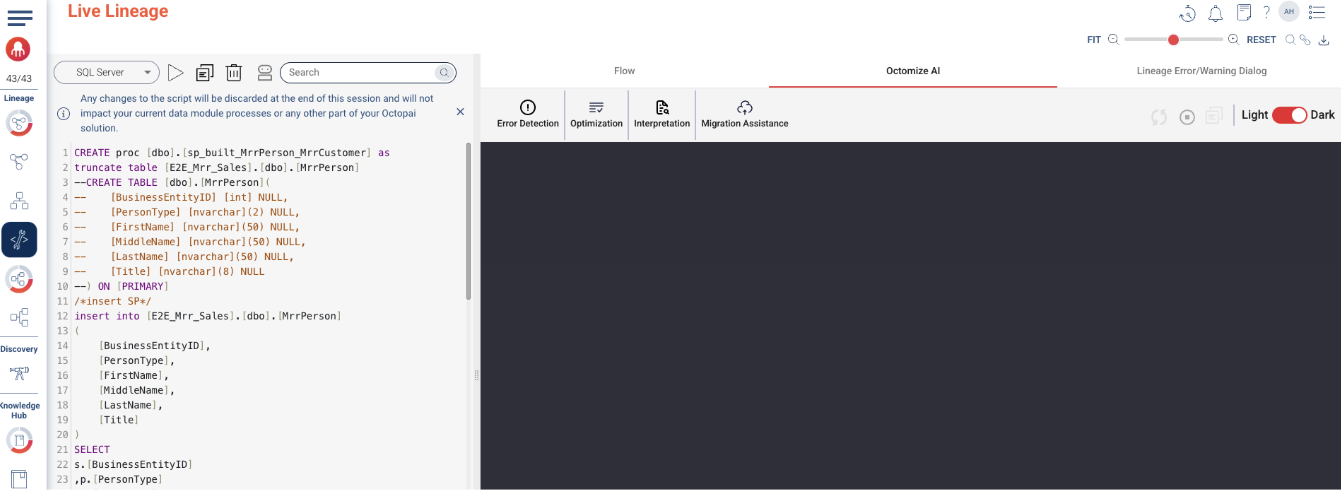 Live Lineage
AH
FIT
RESET
43/43
SQL Server
Search
Flow
Octomize AI
Lineage Error/Warning Dialog
Lineage
Any changes to the script will be discarded at the end of this session and will not
impact your current data module processes or any other part of your Octopai
solution.
Error Detection
Optimization
Interpretation
Migration Assistance
Light
Dark
1 CREATE proc [dbo].[sp_built_MrrPerson_MrrCustomer] as
2 truncate table [E2E_Mrr_Sales].[dbo].[MrrPerson]
3 --CREATE TABLE [dbo].[MrrPerson](
4 -- [BusinessEntityID] [int] NULL,
5 -- [PersonType] [nvarchar](2) NULL,
6 -- [FirstName] [nvarchar](50) NULL,
7 -- [MiddleName] [nvarchar](50) NULL,
8 -- [LastName] [nvarchar](50) NULL,
9 -- [Title] [nvarchar](8) NULL
10 --) ON [PRIMARY]
11 /*insert SP*/
12 insert into [E2E_Mrr_Sales].[dbo].[MrrPerson]
13 (
14 [BusinessEntityID],
15 [PersonType],
16 [FirstName],
17 [MiddleName],
18 [LastName],
19 [Title]
20 )
21 SELECT
22 s.[BusinessEntityID]
23 ,p.[PersonType]
Discovery
Knowledge
Hub